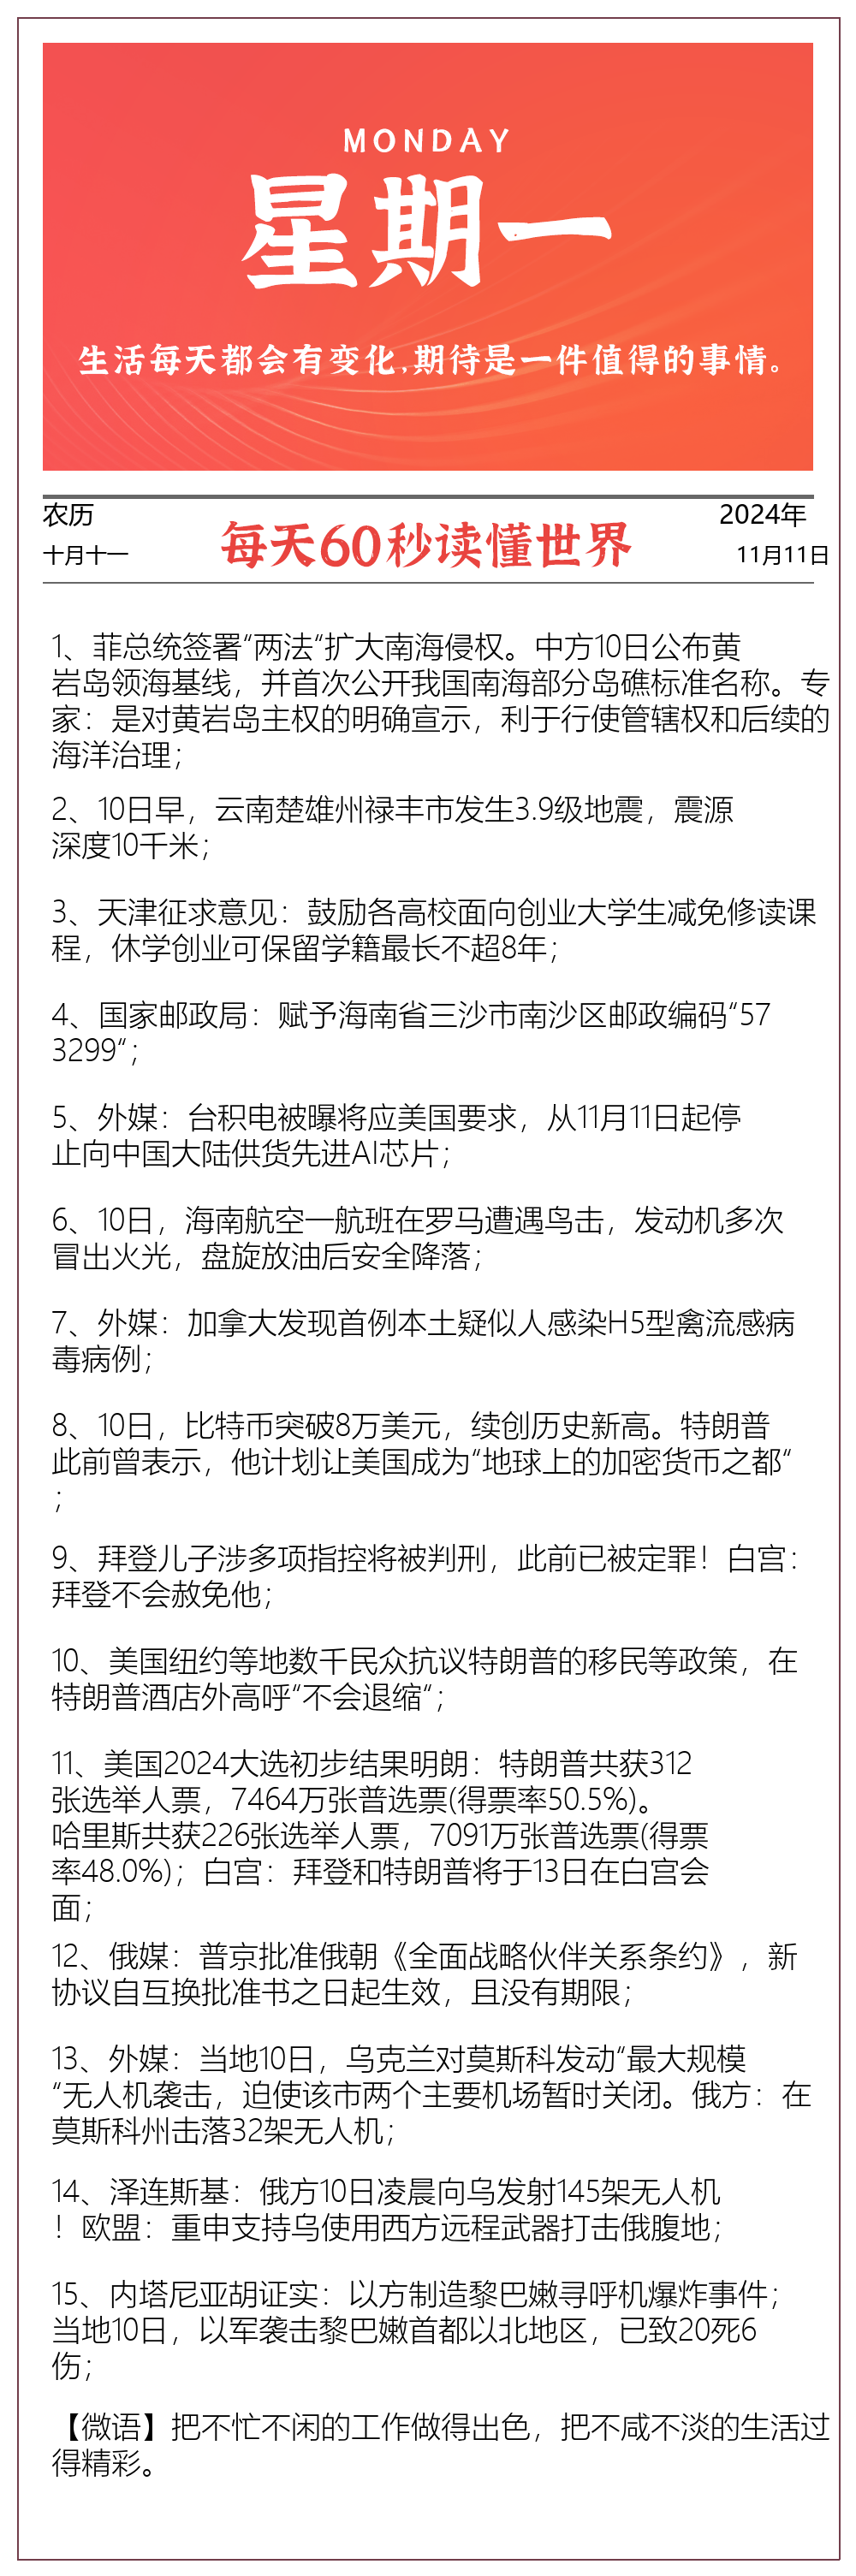 MONDAY
星期一
生活每天都会有变化,期待是一件值得的事情。
农历
十月十一
每天60秒读懂世界
2024年
11月11日
1、菲总统签署“两法“扩大南海侵权。中方10日公布黄
岩岛领海基线，并首次公开我国南海部分岛礁标准名称。专
家：是对黄岩岛主权的明确宣示，利于行使管辖权和后续的
海洋治理；
2、10日早，云南楚雄州禄丰市发生3.9级地震，震源
深度10千米；
3、天津征求意见：鼓励各高校面向创业大学生减免修读课
程，休学创业可保留学籍最长不超8年；
4、国家邮政局：赋予海南省三沙市南沙区邮政编码“57
3299“；
5、外媒：台积电被曝将应美国要求，从11月11日起停
止向中国大陆供货先进AI芯片；
6、10日，海南航空一航班在罗马遭遇鸟击，发动机多次
冒出火光，盘旋放油后安全降落；
7、外媒：加拿大发现首例本土疑似人感染H5型禽流感病
毒病例；
8、10日，比特币突破8万美元，续创历史新高。特朗普
此前曾表示，他计划让美国成为“地球上的加密货币之都“
；
9、拜登儿子涉多项指控将被判刑，此前已被定罪！白宫：
拜登不会赦免他；
10、美国纽约等地数千民众抗议特朗普的移民等政策，在
特朗普酒店外高呼“不会退缩“；
11、美国2024大选初步结果明朗：特朗普共获312
张选举人票，7464万张普选票(得票率50.5%)。
哈里斯共获226张选举人票，7091万张普选票(得票
率48.0%)；白宫：拜登和特朗普将于13日在白宫会
面；
12、俄媒：普京批准俄朝《全面战略伙伴关系条约》，新
协议自互换批准书之日起生效，且没有期限；
13、外媒：当地10日，乌克兰对莫斯科发动“最大规模
“无人机袭击，迫使该市两个主要机场暂时关闭。俄方：在
莫斯科州击落32架无人机；
14、泽连斯基：俄方10日凌晨向乌发射145架无人机
！欧盟：重申支持乌使用西方远程武器打击俄腹地；
15、内塔尼亚胡证实：以方制造黎巴嫩寻呼机爆炸事件；
当地10日，以军袭击黎巴嫩首都以北地区，已致20死6
伤；
【微语】把不忙不闲的工作做得出色，把不咸不淡的生活过
得精彩。